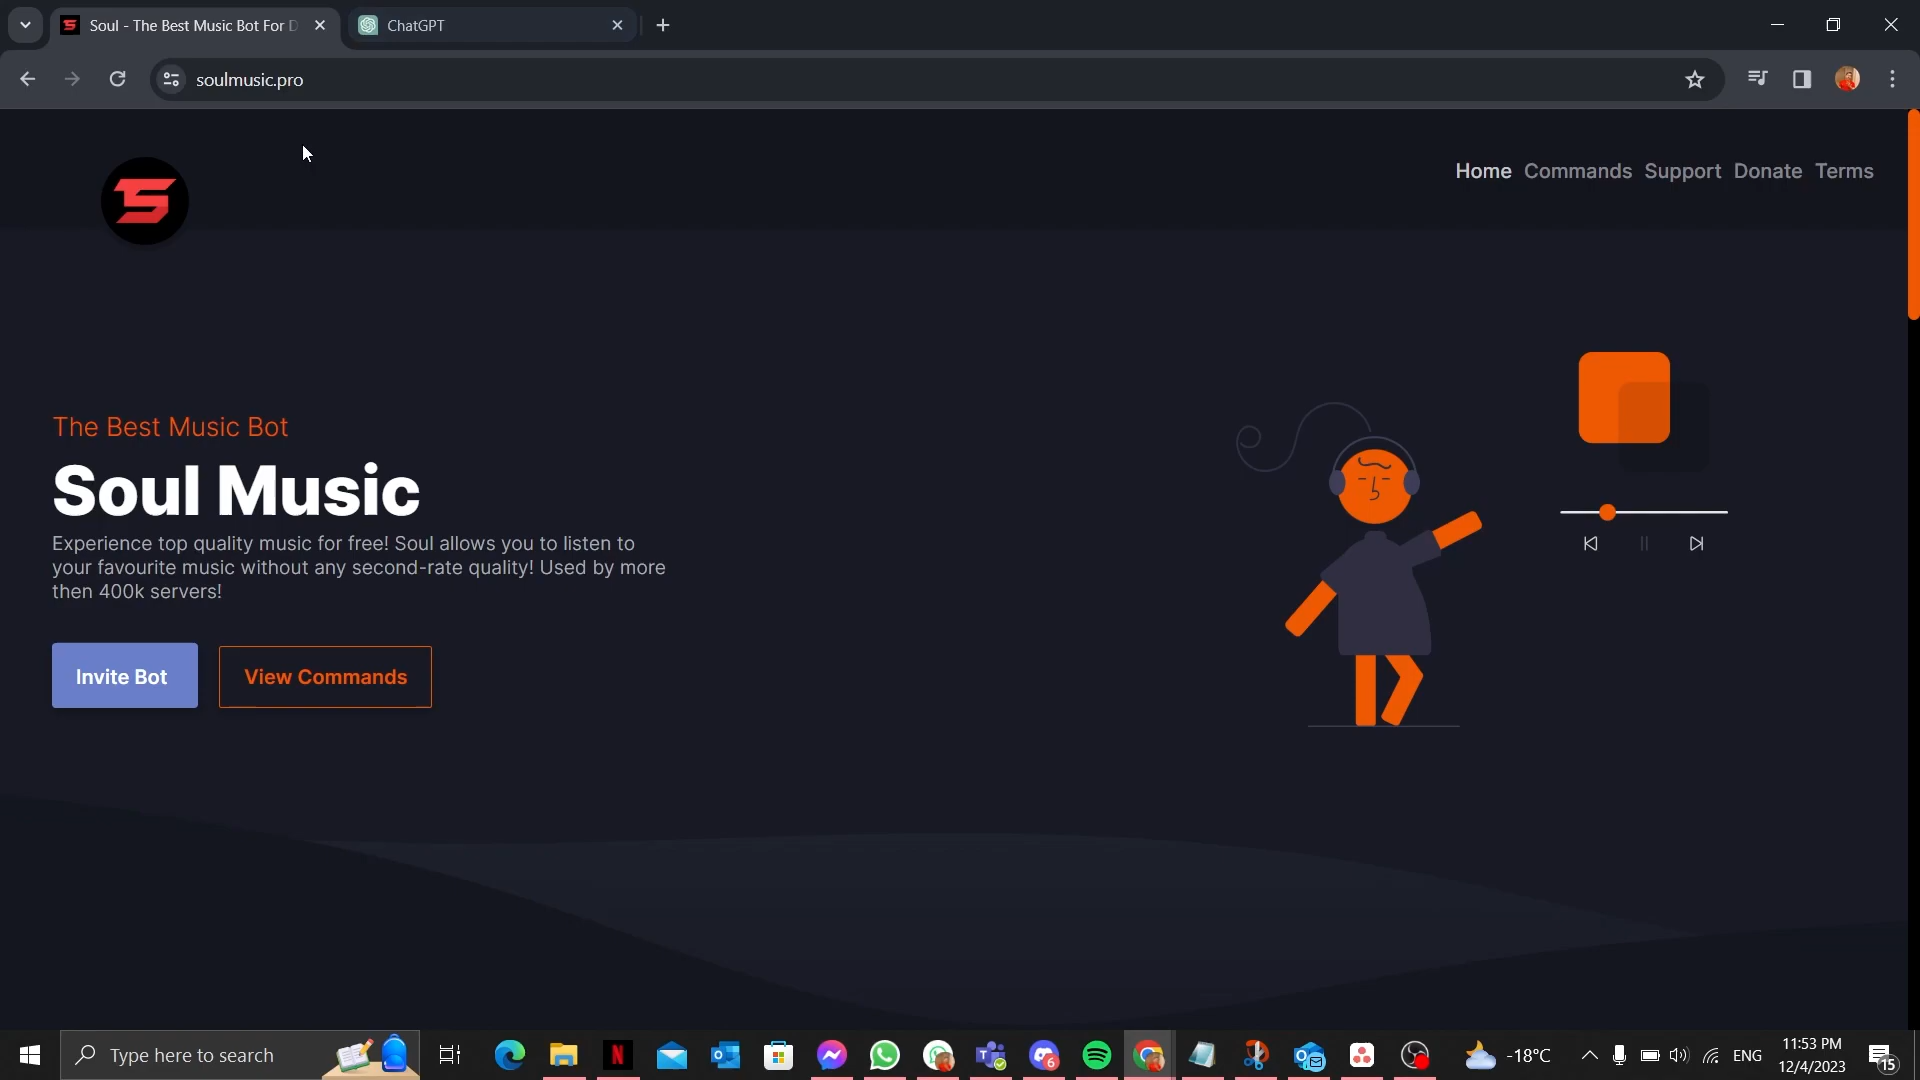 Soul - The Best Music Bot For D
ChatGPT
soulmusic.pro
Home Commands Support Donate Terms
The Best Music Bot
Soul Music
Experience top quality music for free! Soul allows you to listen to
your favourite music without any second-rate quality! Used by more
then 400k servers!
Invite Bot
View Commands
Type here to search
N
6
-18°C
ENG
11:53 PM
12/4/2023
15